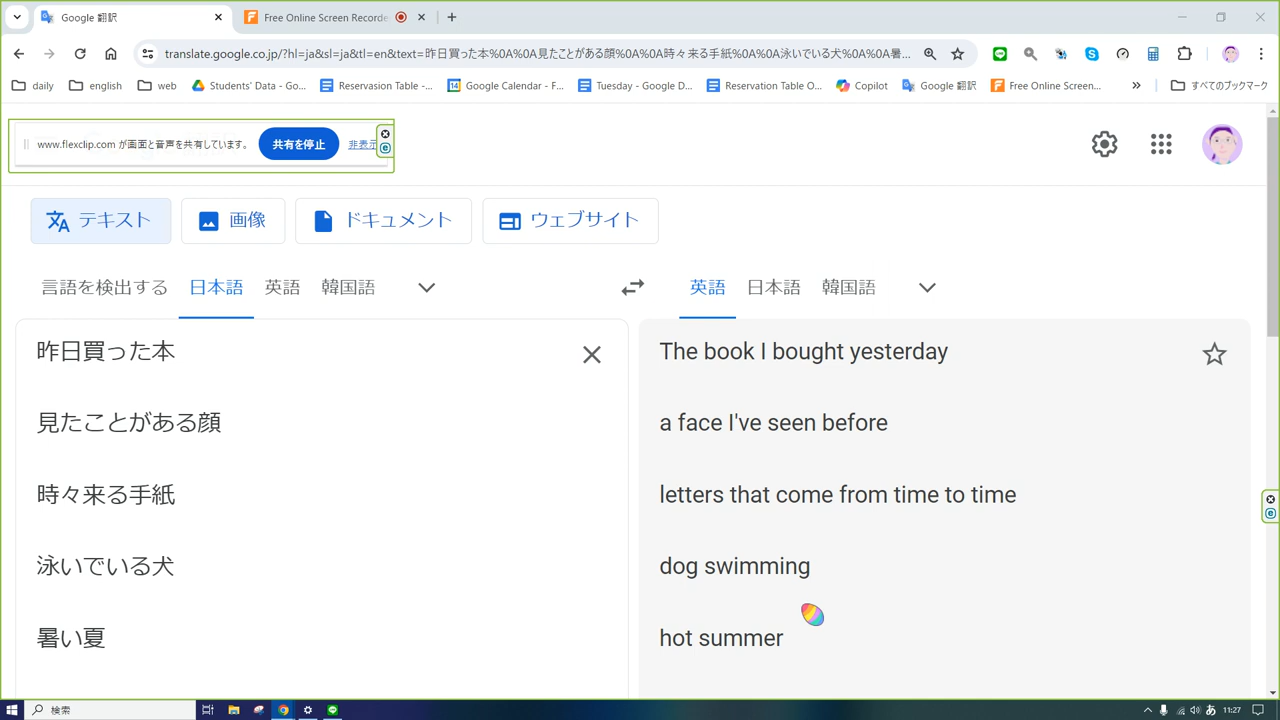 Google 翻訳
Free Online Screen Recorde
translate.google.co.jp/?hl=ja&sl=ja&tl=en&text=昨日買った本%0A%0A見たことがある顔%0A%0A時々来る手紙%0A%0A泳いでいる犬%0A%0A暑...
daily
english
web
Students' Data - Go...
Reservasion Table -...
Google Calendar - F...
Tuesday - Google D...
Reservation Table O...
Copilot
Google 翻訳
Free Online Screen...
»
すべてのブックマーク
www.flexclip.com が画面と音声を共有しています。
共有を停止
非表示
テキスト
画像
ドキュメント
ウェブサイト
言語を検出する
日本語
英語
韓国語
英語
日本語
韓国語
昨日買った本
The book I bought yesterday
見たことがある顔
a face I've seen before
時々来る手紙
letters that come from time to time
泳いでいる犬
dog swimming
暑い夏
hot summer
検索
あ
11:27